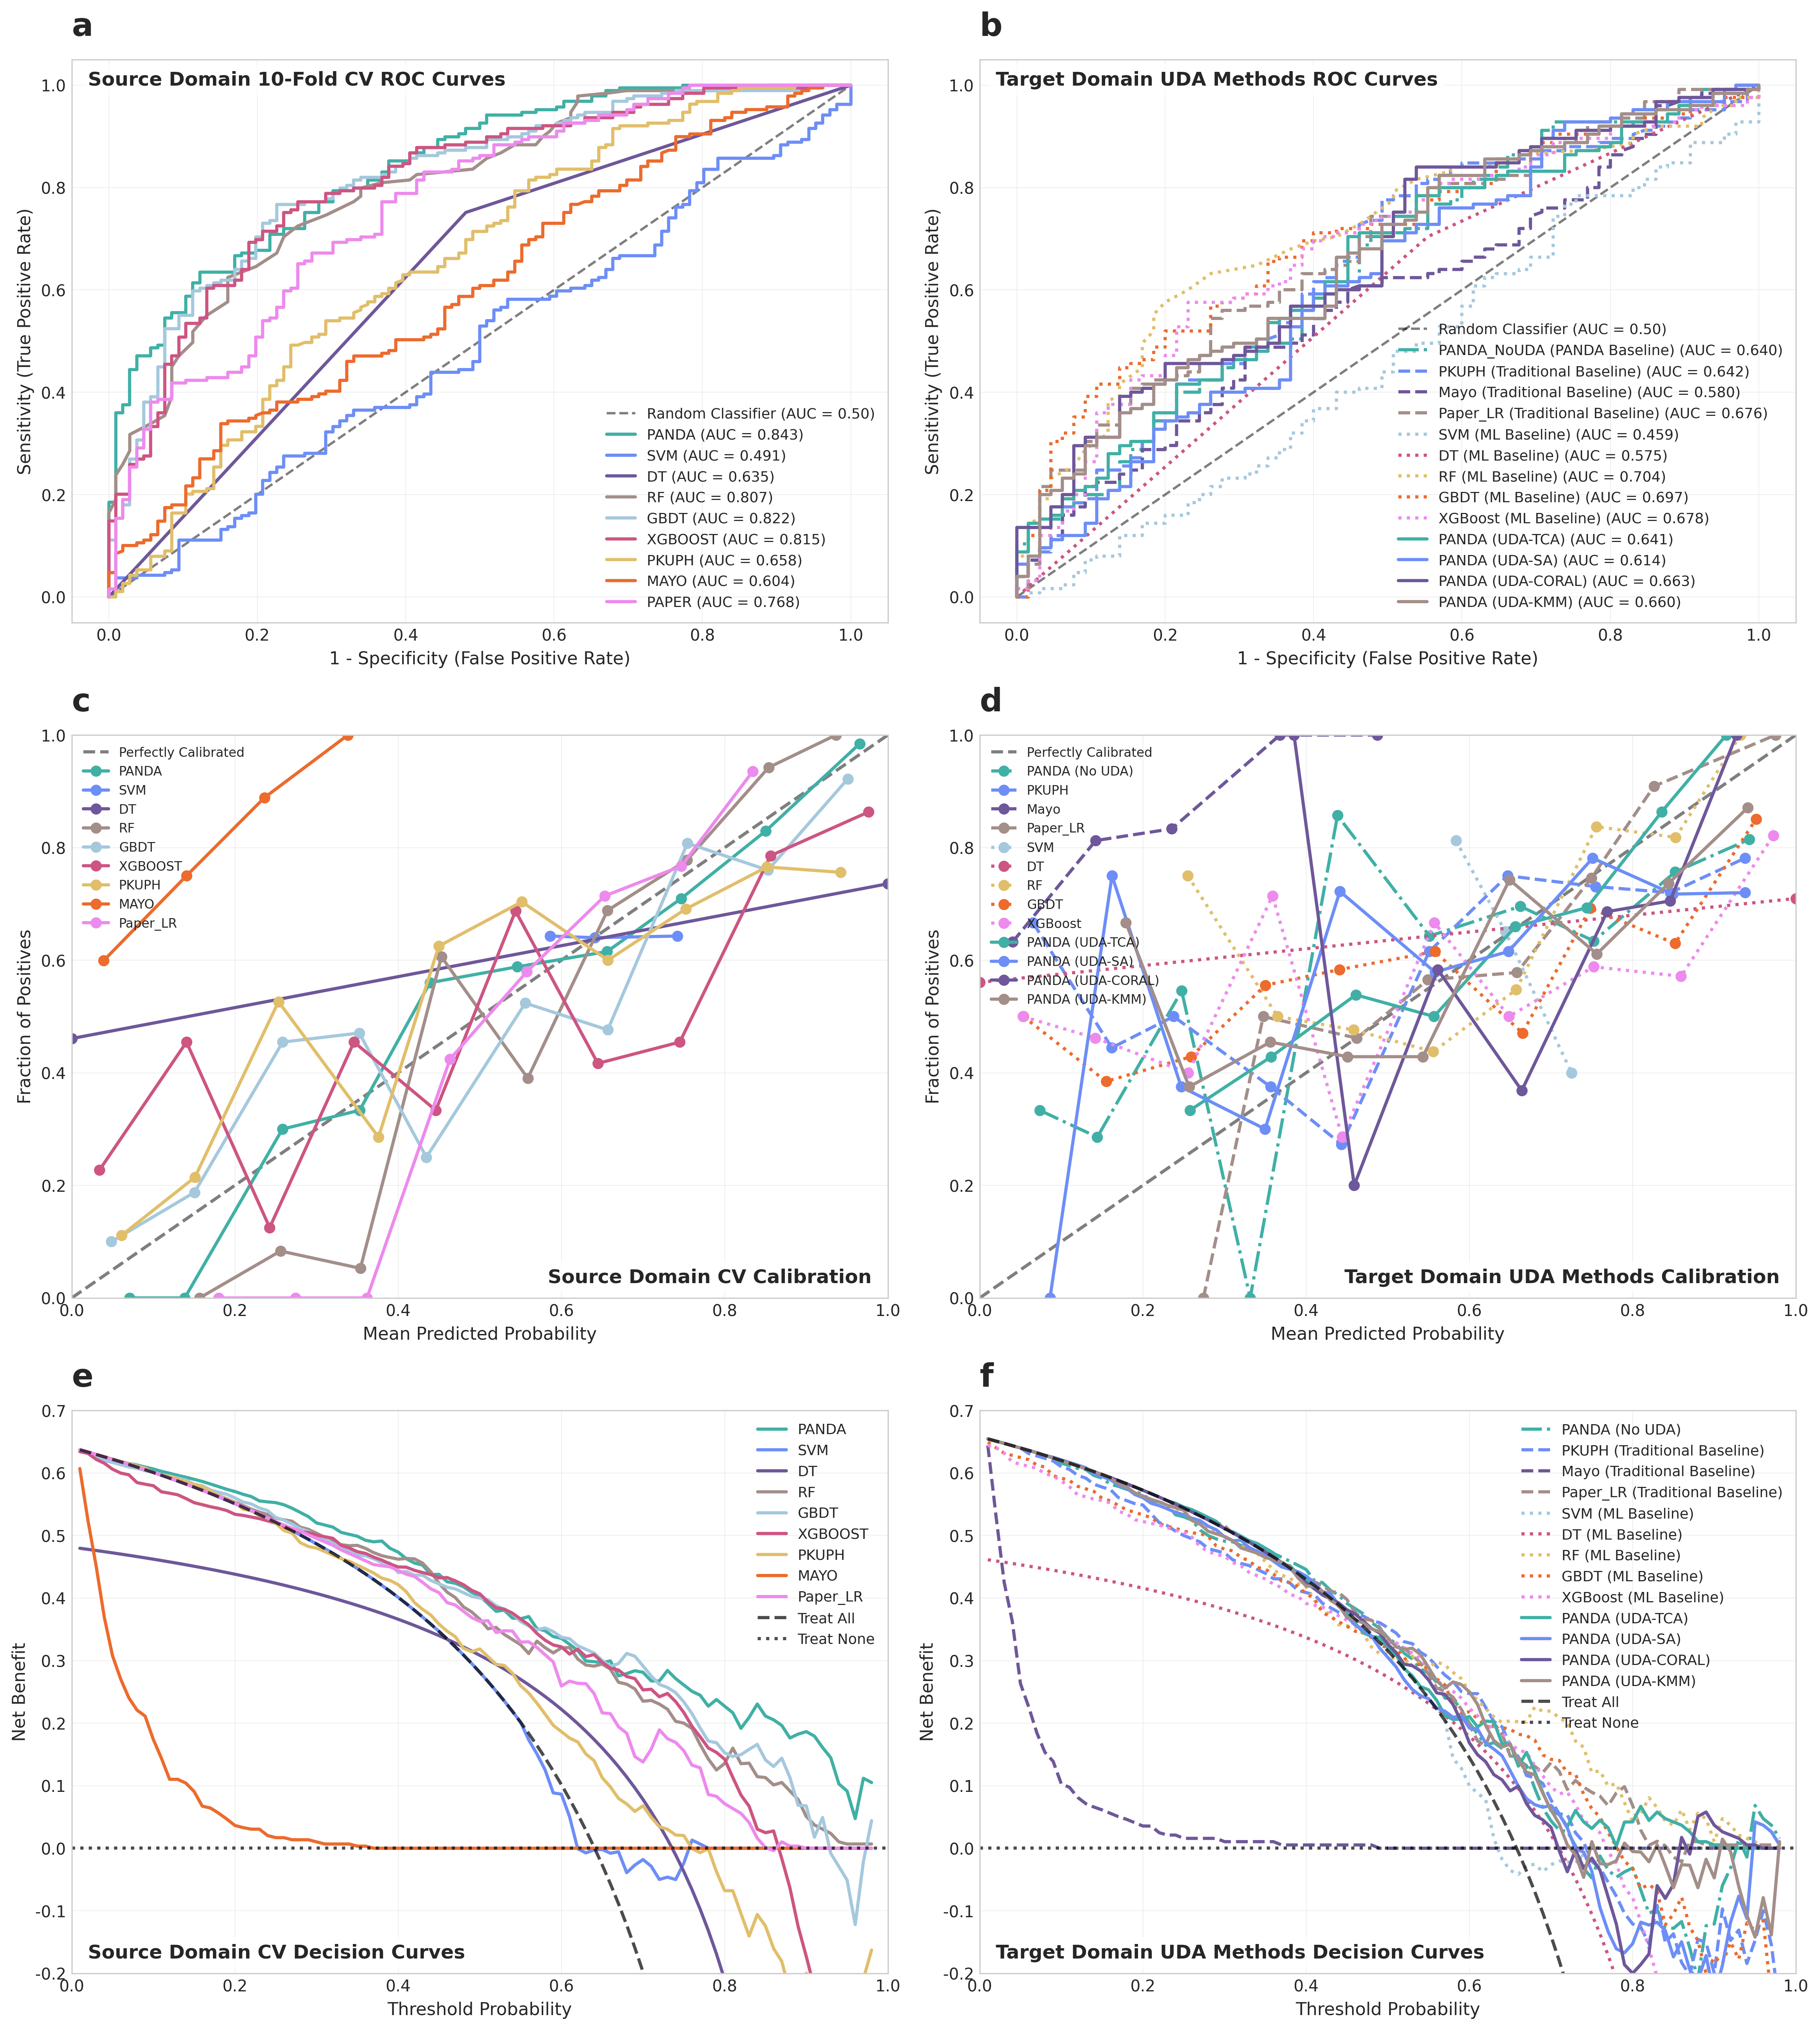 a
Source Domain 10-Fold CV ROC Curves
1.0
0.8
0.6
0.4
0.2
0.0
Sensitivity (True Positive Rate)
Random Classifier (AUC = 0.50)
PANDA (AUC = 0.843)
SVM (AUC = 0.491)
DT (AUC = 0.635)
RF (AUC = 0.807)
GBDT (AUC = 0.822)
XGBOOST (AUC = 0.815)
PKUPH (AUC = 0.658)
MAYO (AUC = 0.604)
PAPER (AUC = 0.768)
0.0 0.2 0.4 0.6 0.8 1.0
1 - Specificity (False Positive Rate)
b
Target Domain UDA Methods ROC Curves
1.0
0.8
0.6
0.4
0.2
0.0
Sensitivity (True Positive Rate)
Random Classifier (AUC = 0.50)
PANDA_NoUDA (PANDA Baseline) (AUC = 0.640)
PKUPH (Traditional Baseline) (AUC = 0.642)
Mayo (Traditional Baseline) (AUC = 0.580)
Paper_LR (Traditional Baseline) (AUC = 0.676)
SVM (ML Baseline) (AUC = 0.459)
DT (ML Baseline) (AUC = 0.575)
RF (ML Baseline) (AUC = 0.704)
GBDT (ML Baseline) (AUC = 0.697)
XGBoost (ML Baseline) (AUC = 0.678)
PANDA (UDA-TCA) (AUC = 0.641)
PANDA (UDA-SA) (AUC = 0.614)
PANDA (UDA-CORAL) (AUC = 0.663)
PANDA (UDA-KMM) (AUC = 0.660)
0.0 0.2 0.4 0.6 0.8 1.0
1 - Specificity (False Positive Rate)
c
1.0
0.8
0.6
0.4
0.2
0.0
Fraction of Positives
Perfectly Calibrated
PANDA
SVM
DT
RF
GBDT
XGBOOST
PKUPH
MAYO
Paper_LR
Source Domain CV Calibration
0.0 0.2 0.4 0.6 0.8 1.0
Mean Predicted Probability
d
1.0
0.8
0.6
0.4
0.2
0.0
Fraction of Positives
Perfectly Calibrated
PANDA (No UDA)
PKUPH
Mayo
Paper_LR
SVM
DT
RF
GBDT
XGBoost
PANDA (UDA-TCA)
PANDA (UDA-SA)
PANDA (UDA-CORAL)
PANDA (UDA-KMM)
Target Domain UDA Methods Calibration
0.0 0.2 0.4 0.6 0.8 1.0
Mean Predicted Probability
e
0.7
0.6
0.5
0.4
0.3
0.2
0.1
0.0
-0.1
-0.2
Net Benefit
PANDA
SVM
DT
RF
GBDT
XGBOOST
PKUPH
MAYO
Paper_LR
Treat All
Treat None
Source Domain CV Decision Curves
0.0 0.2 0.4 0.6 0.8 1.0
Threshold Probability
f
0.7
0.6
0.5
0.4
0.3
0.2
0.1
0.0
-0.1
-0.2
Net Benefit
PANDA (No UDA)
PKUPH (Traditional Baseline)
Mayo (Traditional Baseline)
Paper_LR (Traditional Baseline)
SVM (ML Baseline)
DT (ML Baseline)
RF (ML Baseline)
GBDT (ML Baseline)
XGBoost (ML Baseline)
PANDA (UDA-TCA)
PANDA (UDA-SA)
PANDA (UDA-CORAL)
PANDA (UDA-KMM)
Treat All
Treat None
Target Domain UDA Methods Decision Curves
0.0 0.2 0.4 0.6 0.8 1.0
Threshold Probability